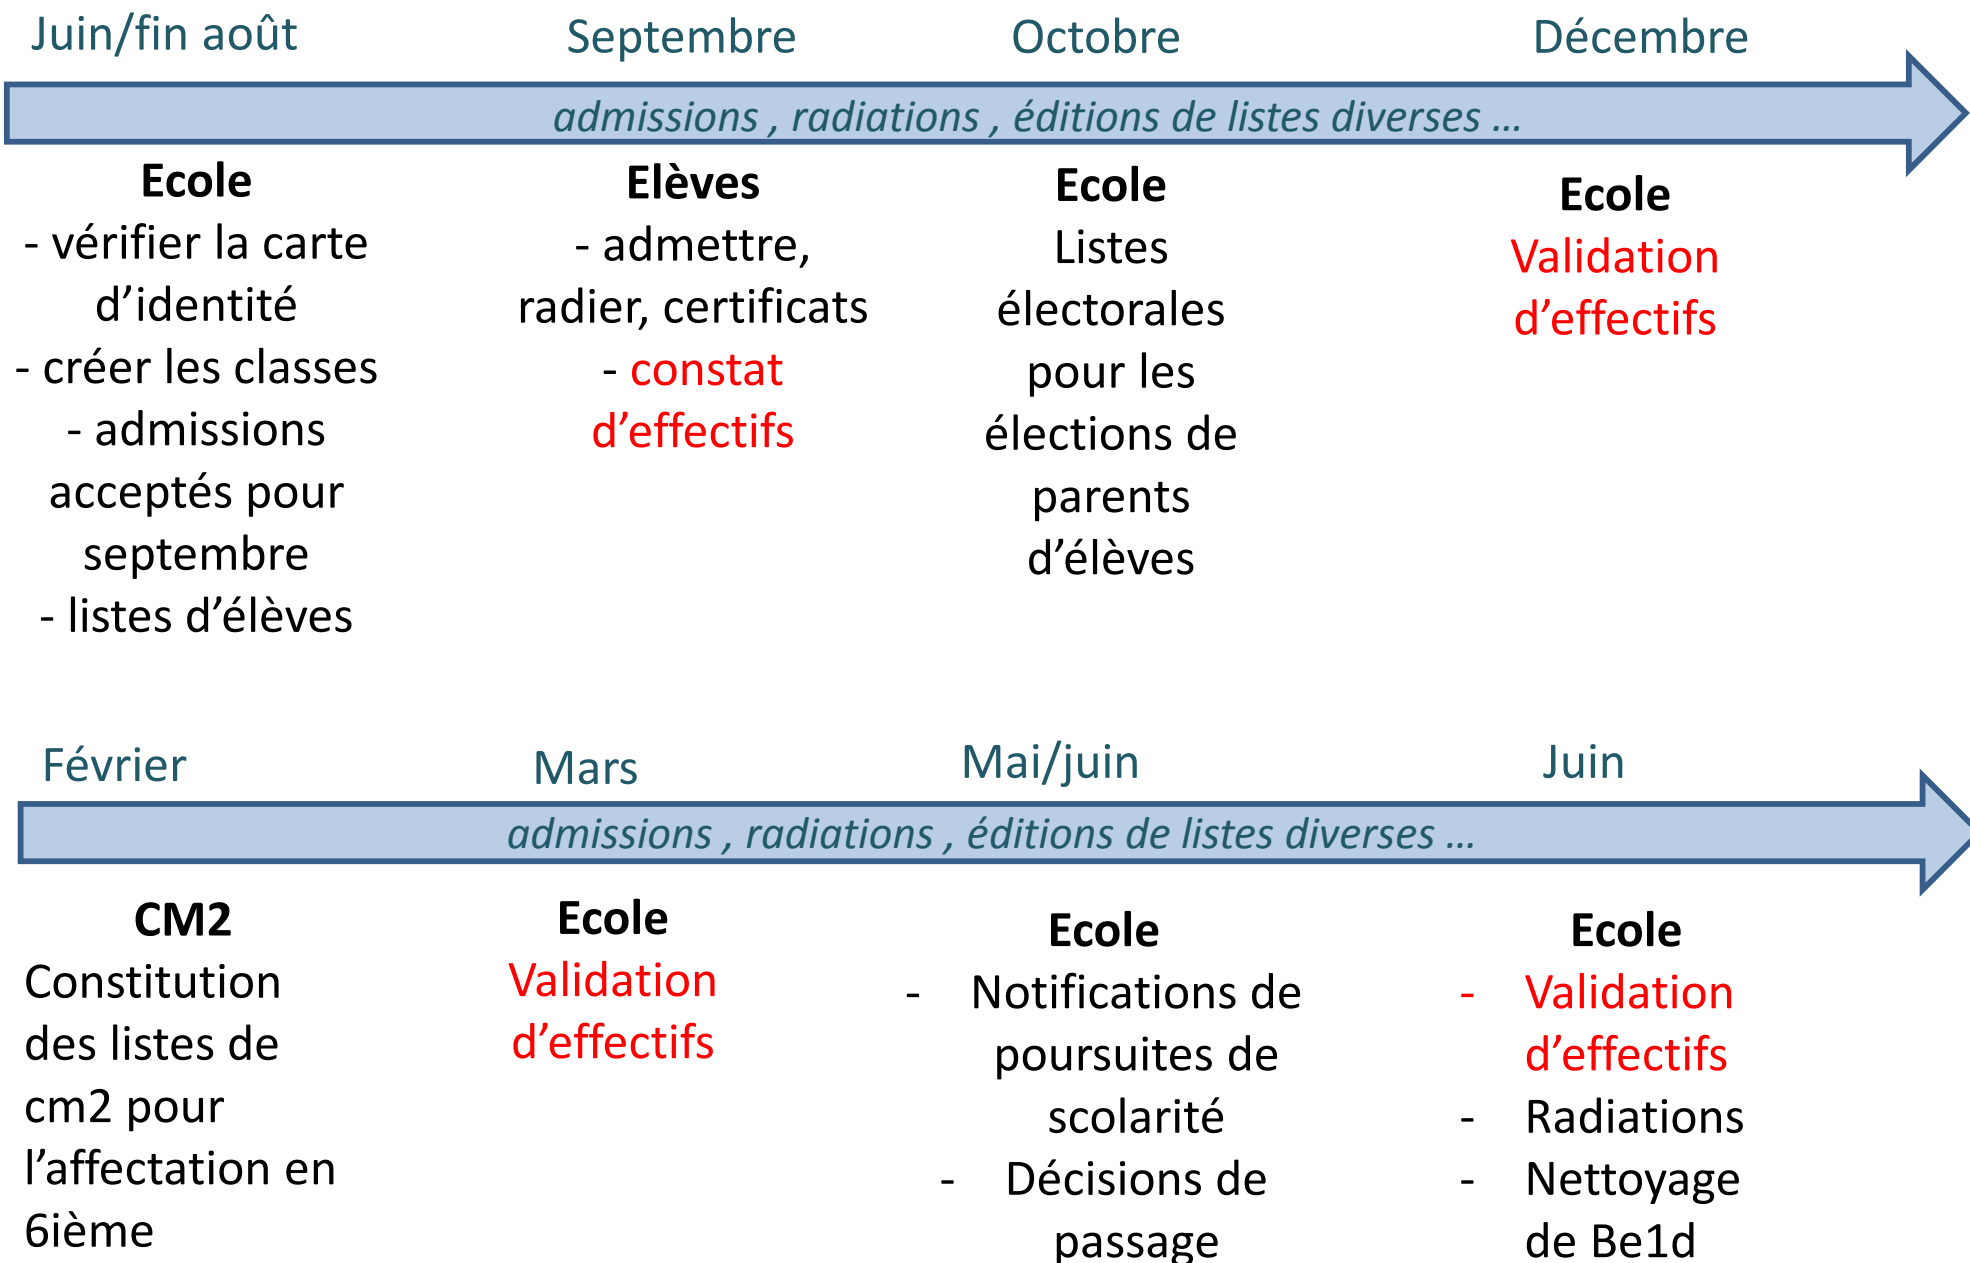 Juin/fin août
Septembre
Octobre
Décembre
admissions , radiations , éditions de listes diverses ...
Ecole
- vérifier la carte
d’identité
- créer les classes
- admissions
acceptés pour
septembre
- listes d’élèves
Elèves
- admettre,
radier, certificats
- constat
d’effectifs
Ecole
Listes
électorales
pour les
élections de
parents
d’élèves
Ecole
Validation
d’effectifs
Février
Mars
Mai/juin
Juin
admissions , radiations , éditions de listes diverses ...
CM2
Constitution
des listes de
cm2 pour
l’affectation en
6ième
Ecole
Validation
d’effectifs
Ecole
- Notifications de
poursuites de
scolarité
- Décisions de
passage
Ecole
- Validation
d’effectifs
- Radiations
- Nettoyage
de Be1d